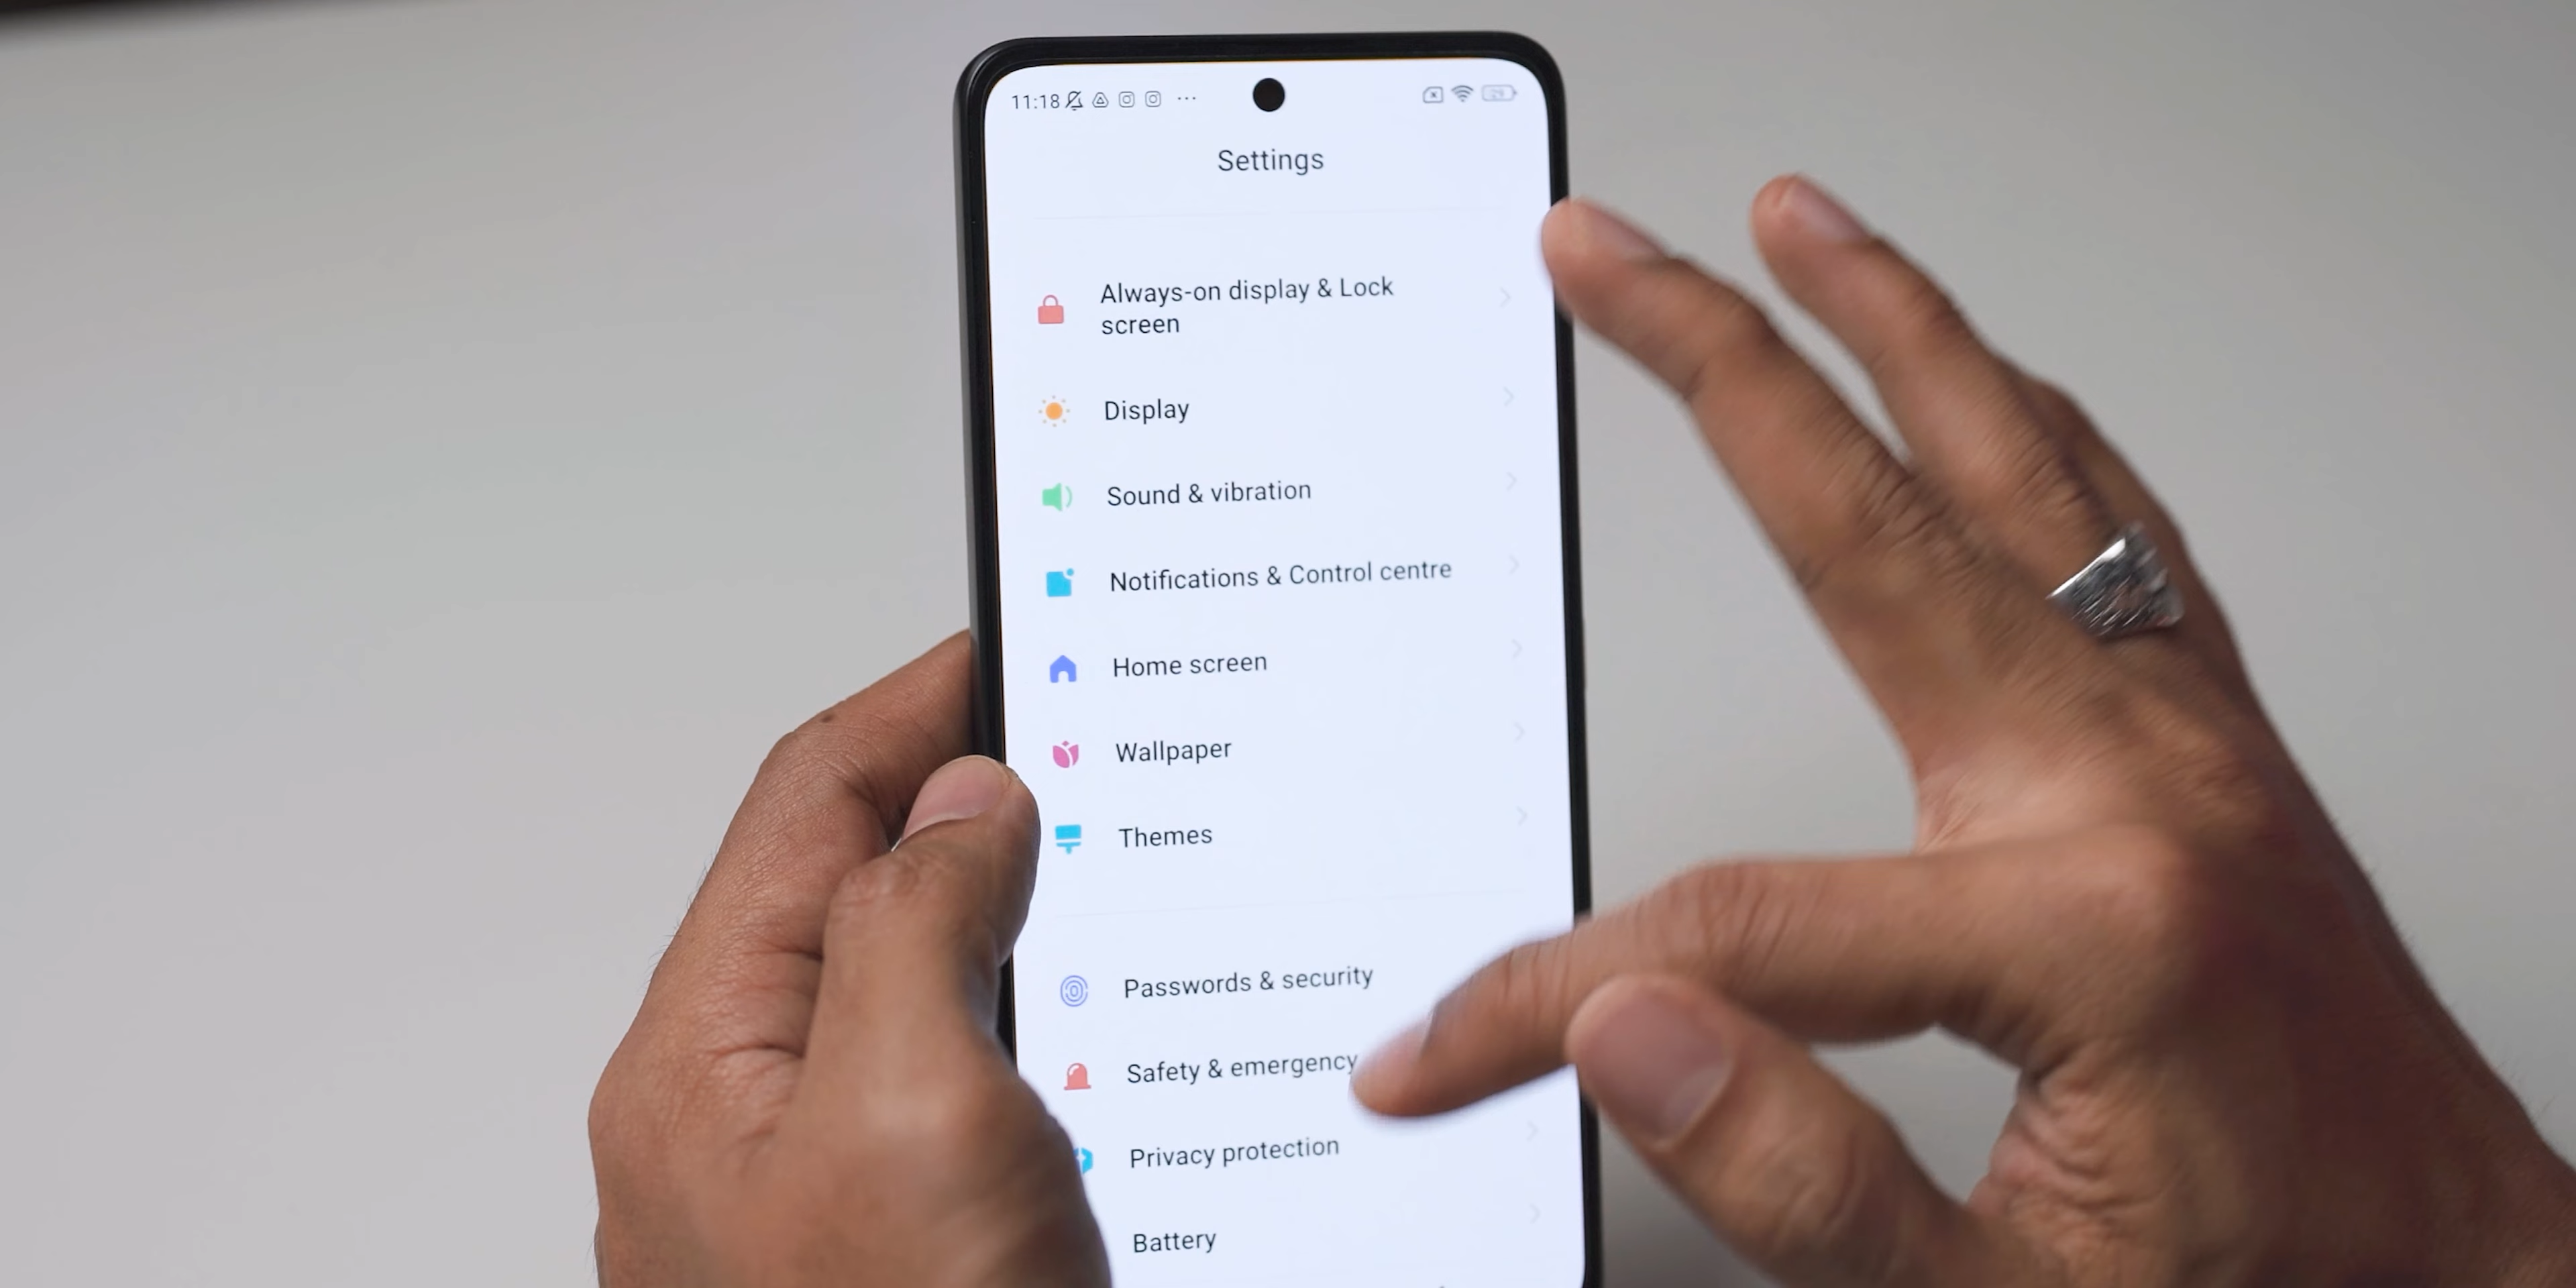 11:18
Settings
Always-on display & Lock
screen
Display
Sound & vibration
Notifications & Control centre
Home screen
Wallpaper
Themes
Passwords & security
Safety & emergency
Privacy protection
Battery